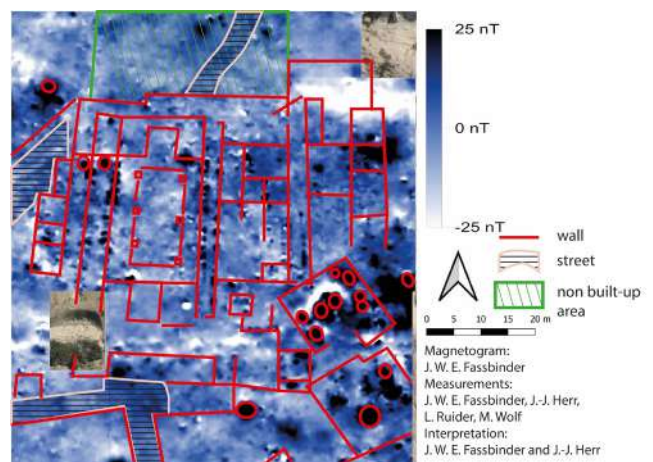 25 nT
0 nT
-25 nT
wall
street
non built-up
area
0 5 10 15 20 m
Magnetogram:
J. W. E. Fassbinder
Measurements:
J. W. E. Fassbinder, J.-J. Herr,
L. Ruider, M. Wolf
Interpretation:
J. W. E. Fassbinder and J.-J. Herr